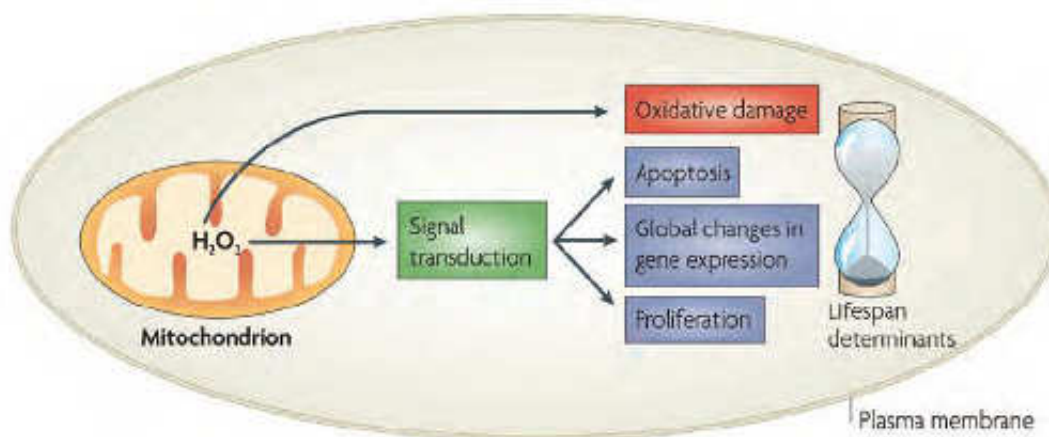 Oxidative damage
Apoptosis
H₂O₂
Signal
transduction
Global changes in
gene expression
Proliferation
Mitochondrion
Lifespan
determinants
Plasma membrane